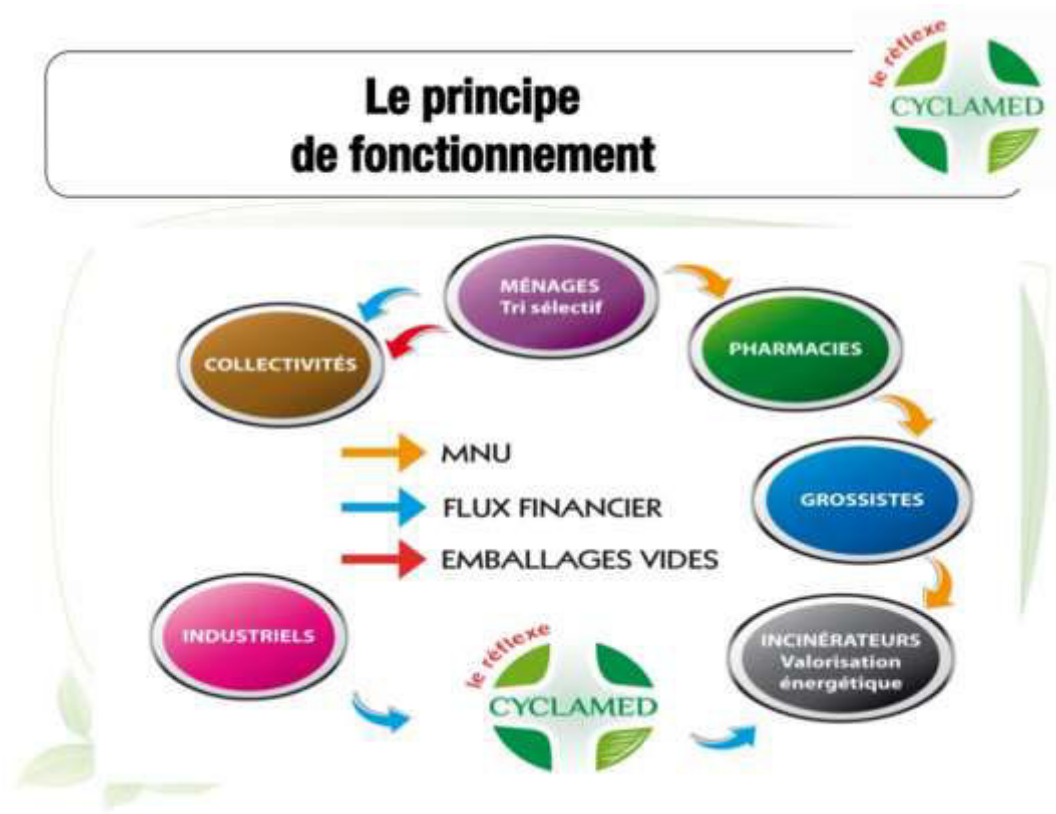 Le principe
de fonctionnement
le réflexe
CYCLAMED
MÉNAGES
Tri sélectif
COLLECTIVITÉS
PHARMACIES
MNU
FLUX FINANCIER
EMBALLAGES VIDES
GROSSISTES
INDUSTRIELS
INCINÉRATEURS
Valorisation
énergétique
le réflexe
CYCLAMED